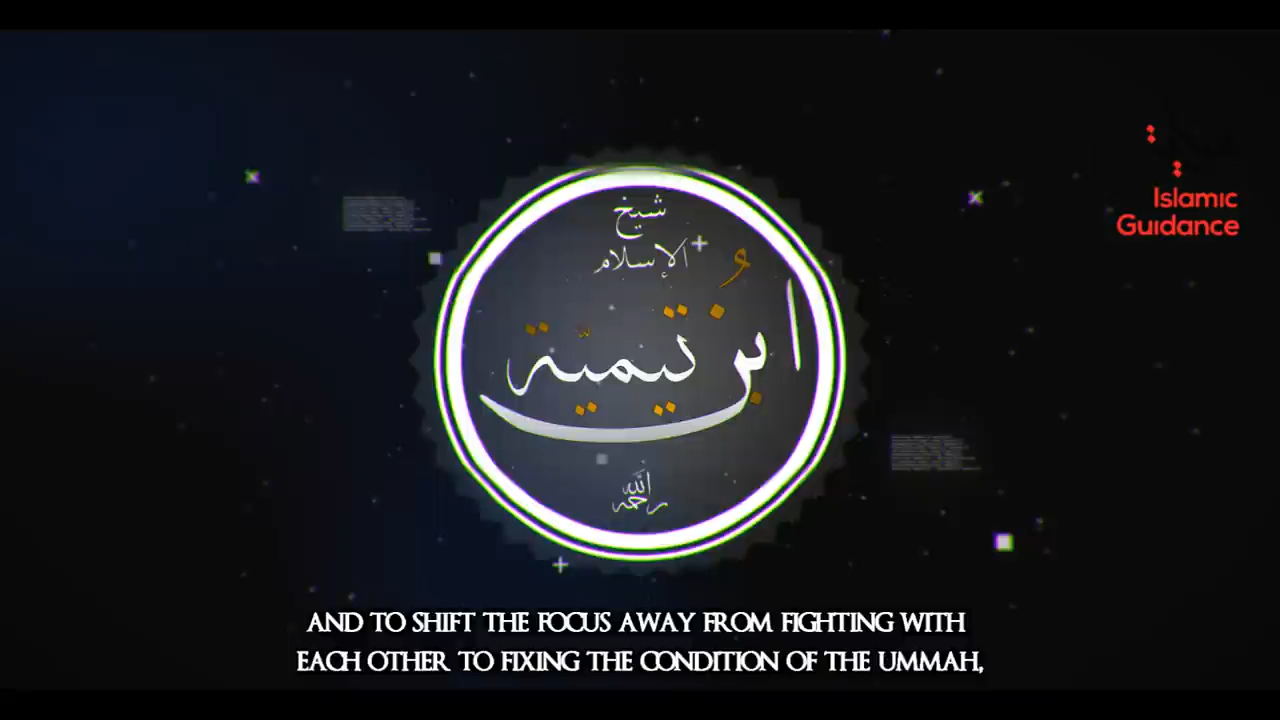 شيخ
الإسلام
ابنُ تيميّة
رحمه الله
Islamic
Guidance
AND TO SHIFT THE FOCUS AWAY FROM FIGHTING WITH
EACH OTHER TO FIXING THE CONDITION OF THE UMMAH,